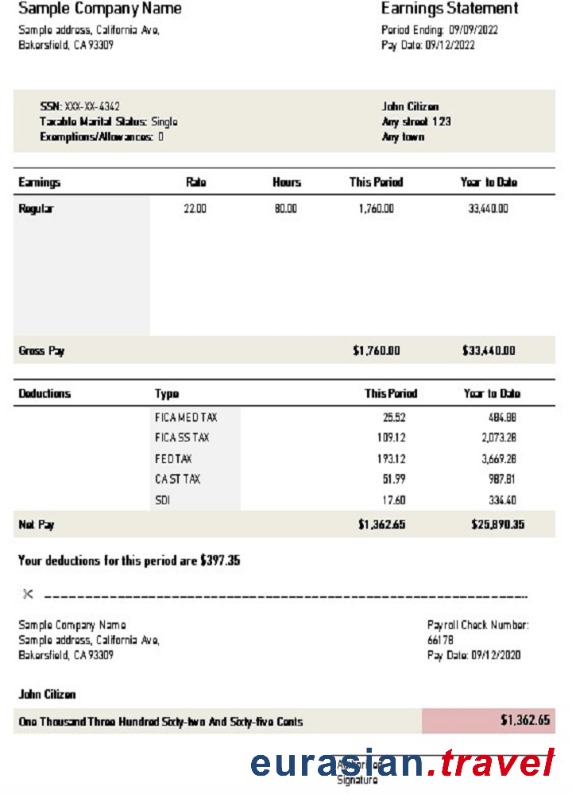 Sample Company Name Earnings Statement
Sample address, California Ave, Period Ending: 09/09/2022
Bakersfield, CA 93309 Pay Date: 09/12/2022
SSN: XXX-XX-4342 John Citizen
Taxable Marital Status: Single Any street 123
Exemptions/Allowances: 0 Any town
Earnings Rate Hours This Period Year to Date
Regular 22.00 80.00 1,760.00 33,440.00
Gross Pay $1,760.00 $33,440.00
Deductions Type This Period Year to Date
FICA MED TAX 25.52 484.88
FICA SS TAX 109.12 2,073.28
FED TAX 193.12 3,669.28
CA ST TAX 51.99 987.81
SDI 17.60 334.40
Net Pay $1,362.65 $25,890.35
Your deductions for this period are $397.35
Sample Company Name Payroll Check Number:
Sample address, California Ave, 66178
Bakersfield, CA 93309 Pay Date: 09/12/2020
John Citizen
One Thousand Three Hundred Sixty-two And Sixty-five Cents $1,362.65
eurasian.travel
Signature